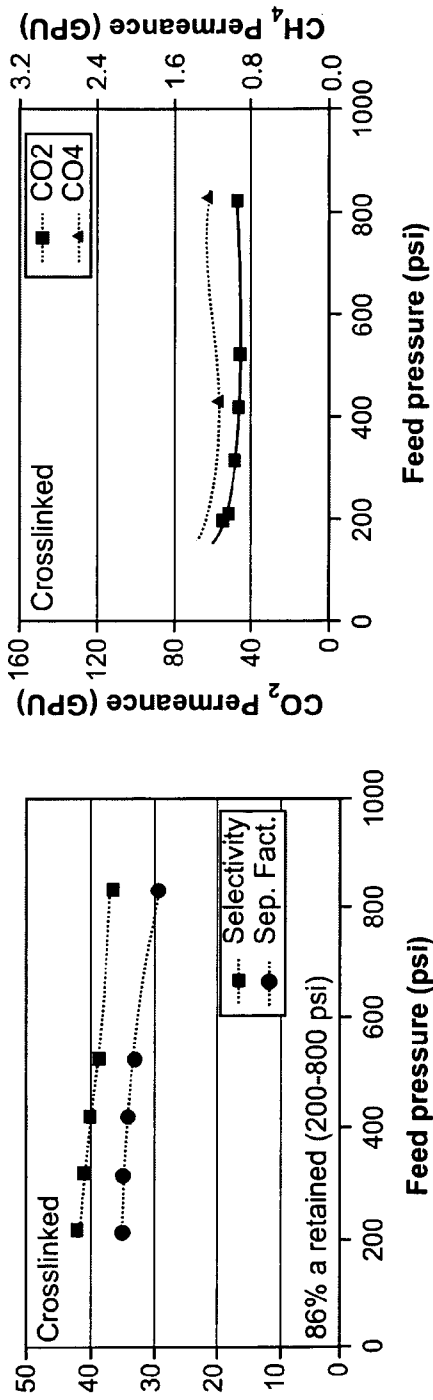 50
40
30
20
10
0
Crosslinked
Selectivity
Sep. Fact.
86% a retained (200-800 psi)
0
200
400
600
800
1000
Feed pressure (psi)
CO2 Permeance (GPU)
160
120
80
40
0
Crosslinked
CO2
CO4
3.2
2.4
1.6
0.8
0.0
CH4 Permeance (GPU)
0
200
400
600
800
1000
Feed pressure (psi)